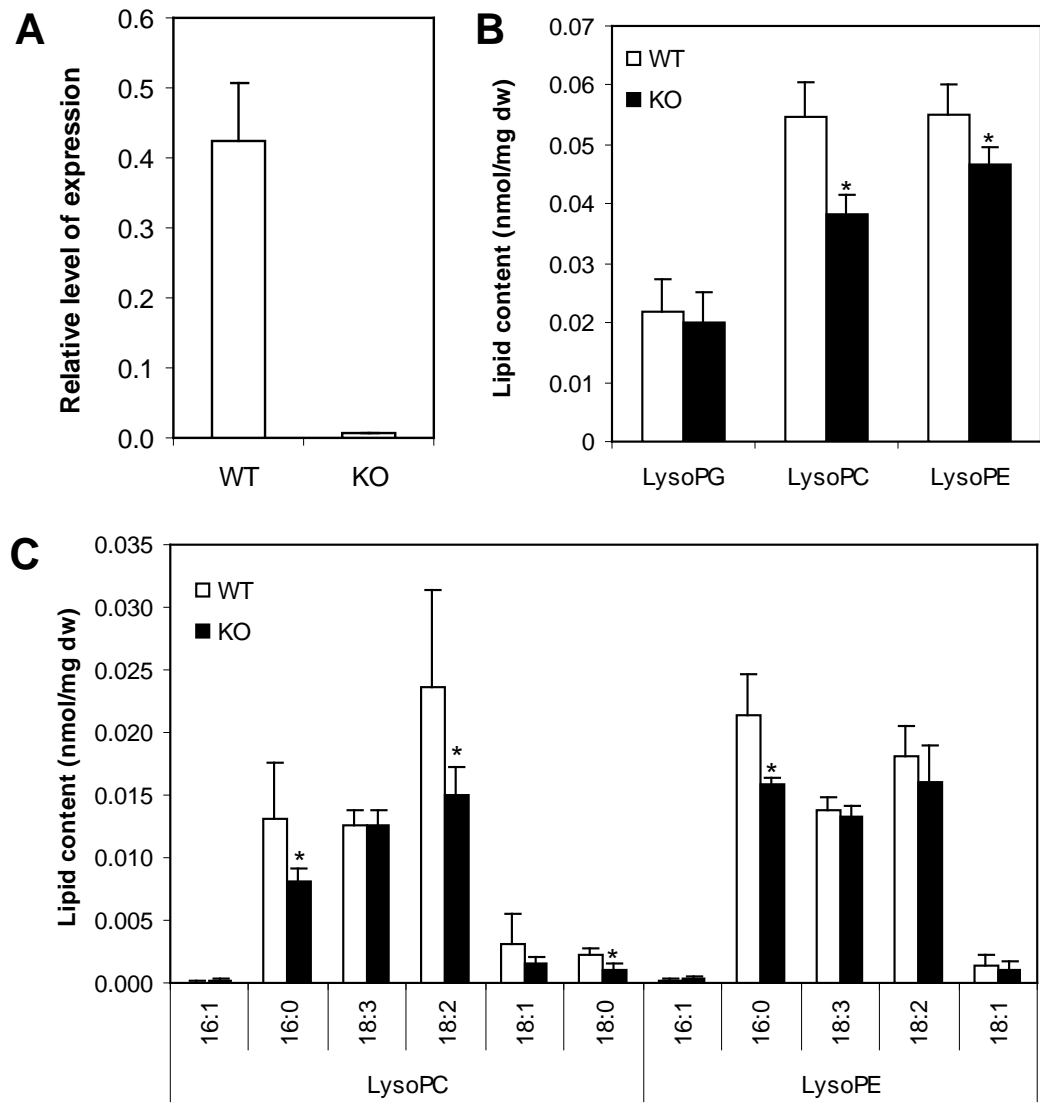 A
Relative level of expression
0.6
0.5
0.4
0.3
0.2
0.1
0.0
WT
KO
B
Lipid content (nmol/mg dw)
0.07
0.06
0.05
0.04
0.03
0.02
0.01
0
WT
KO
*
*
LysoPG
LysoPC
LysoPE
C
Lipid content (nmol/mg dw)
0.035
0.030
0.025
0.020
0.015
0.010
0.005
0.000
WT
KO
*
*
*
*
16:1
16:0
18:3
18:2
18:1
18:0
16:1
16:0
18:3
18:2
18:1
LysoPC
LysoPE